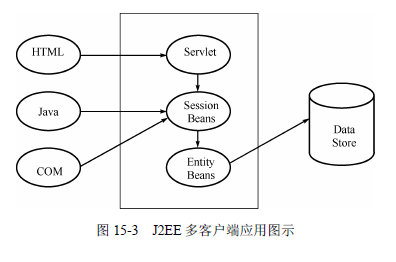 HTML
Servlet
Java
Session
Beans
COM
Entity
Beans
Data
Store
图 15-3 J2EE 多客户端应用图示